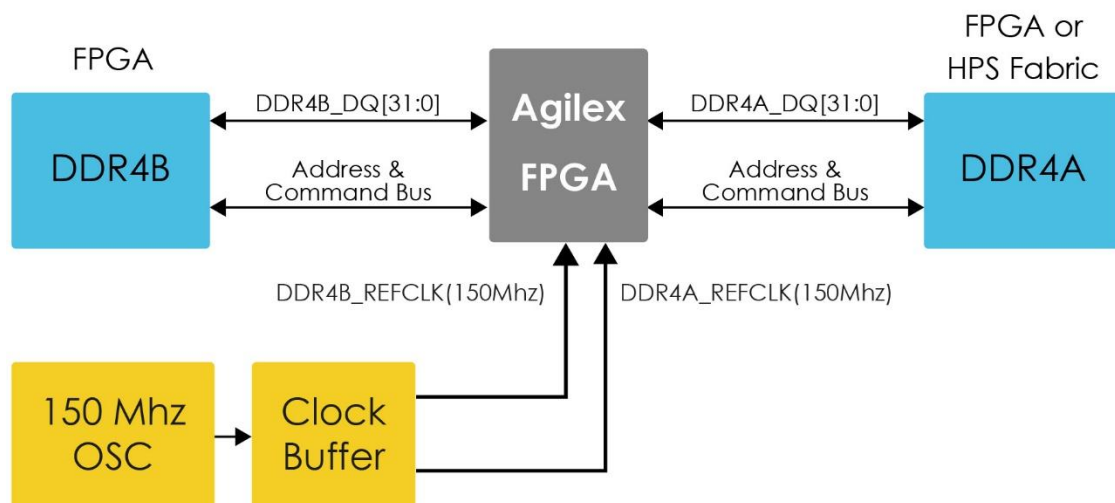 FPGA
FPGA or
HPS Fabric
DDR4B
DDR4B_DQ[31:0]
Address &
Command Bus
Agilex
FPGA
DDR4A_DQ[31:0]
Address &
Command Bus
DDR4A
DDR4B_REFCLK(150Mhz)
DDR4A_REFCLK(150Mhz)
150 Mhz
OSC
Clock
Buffer